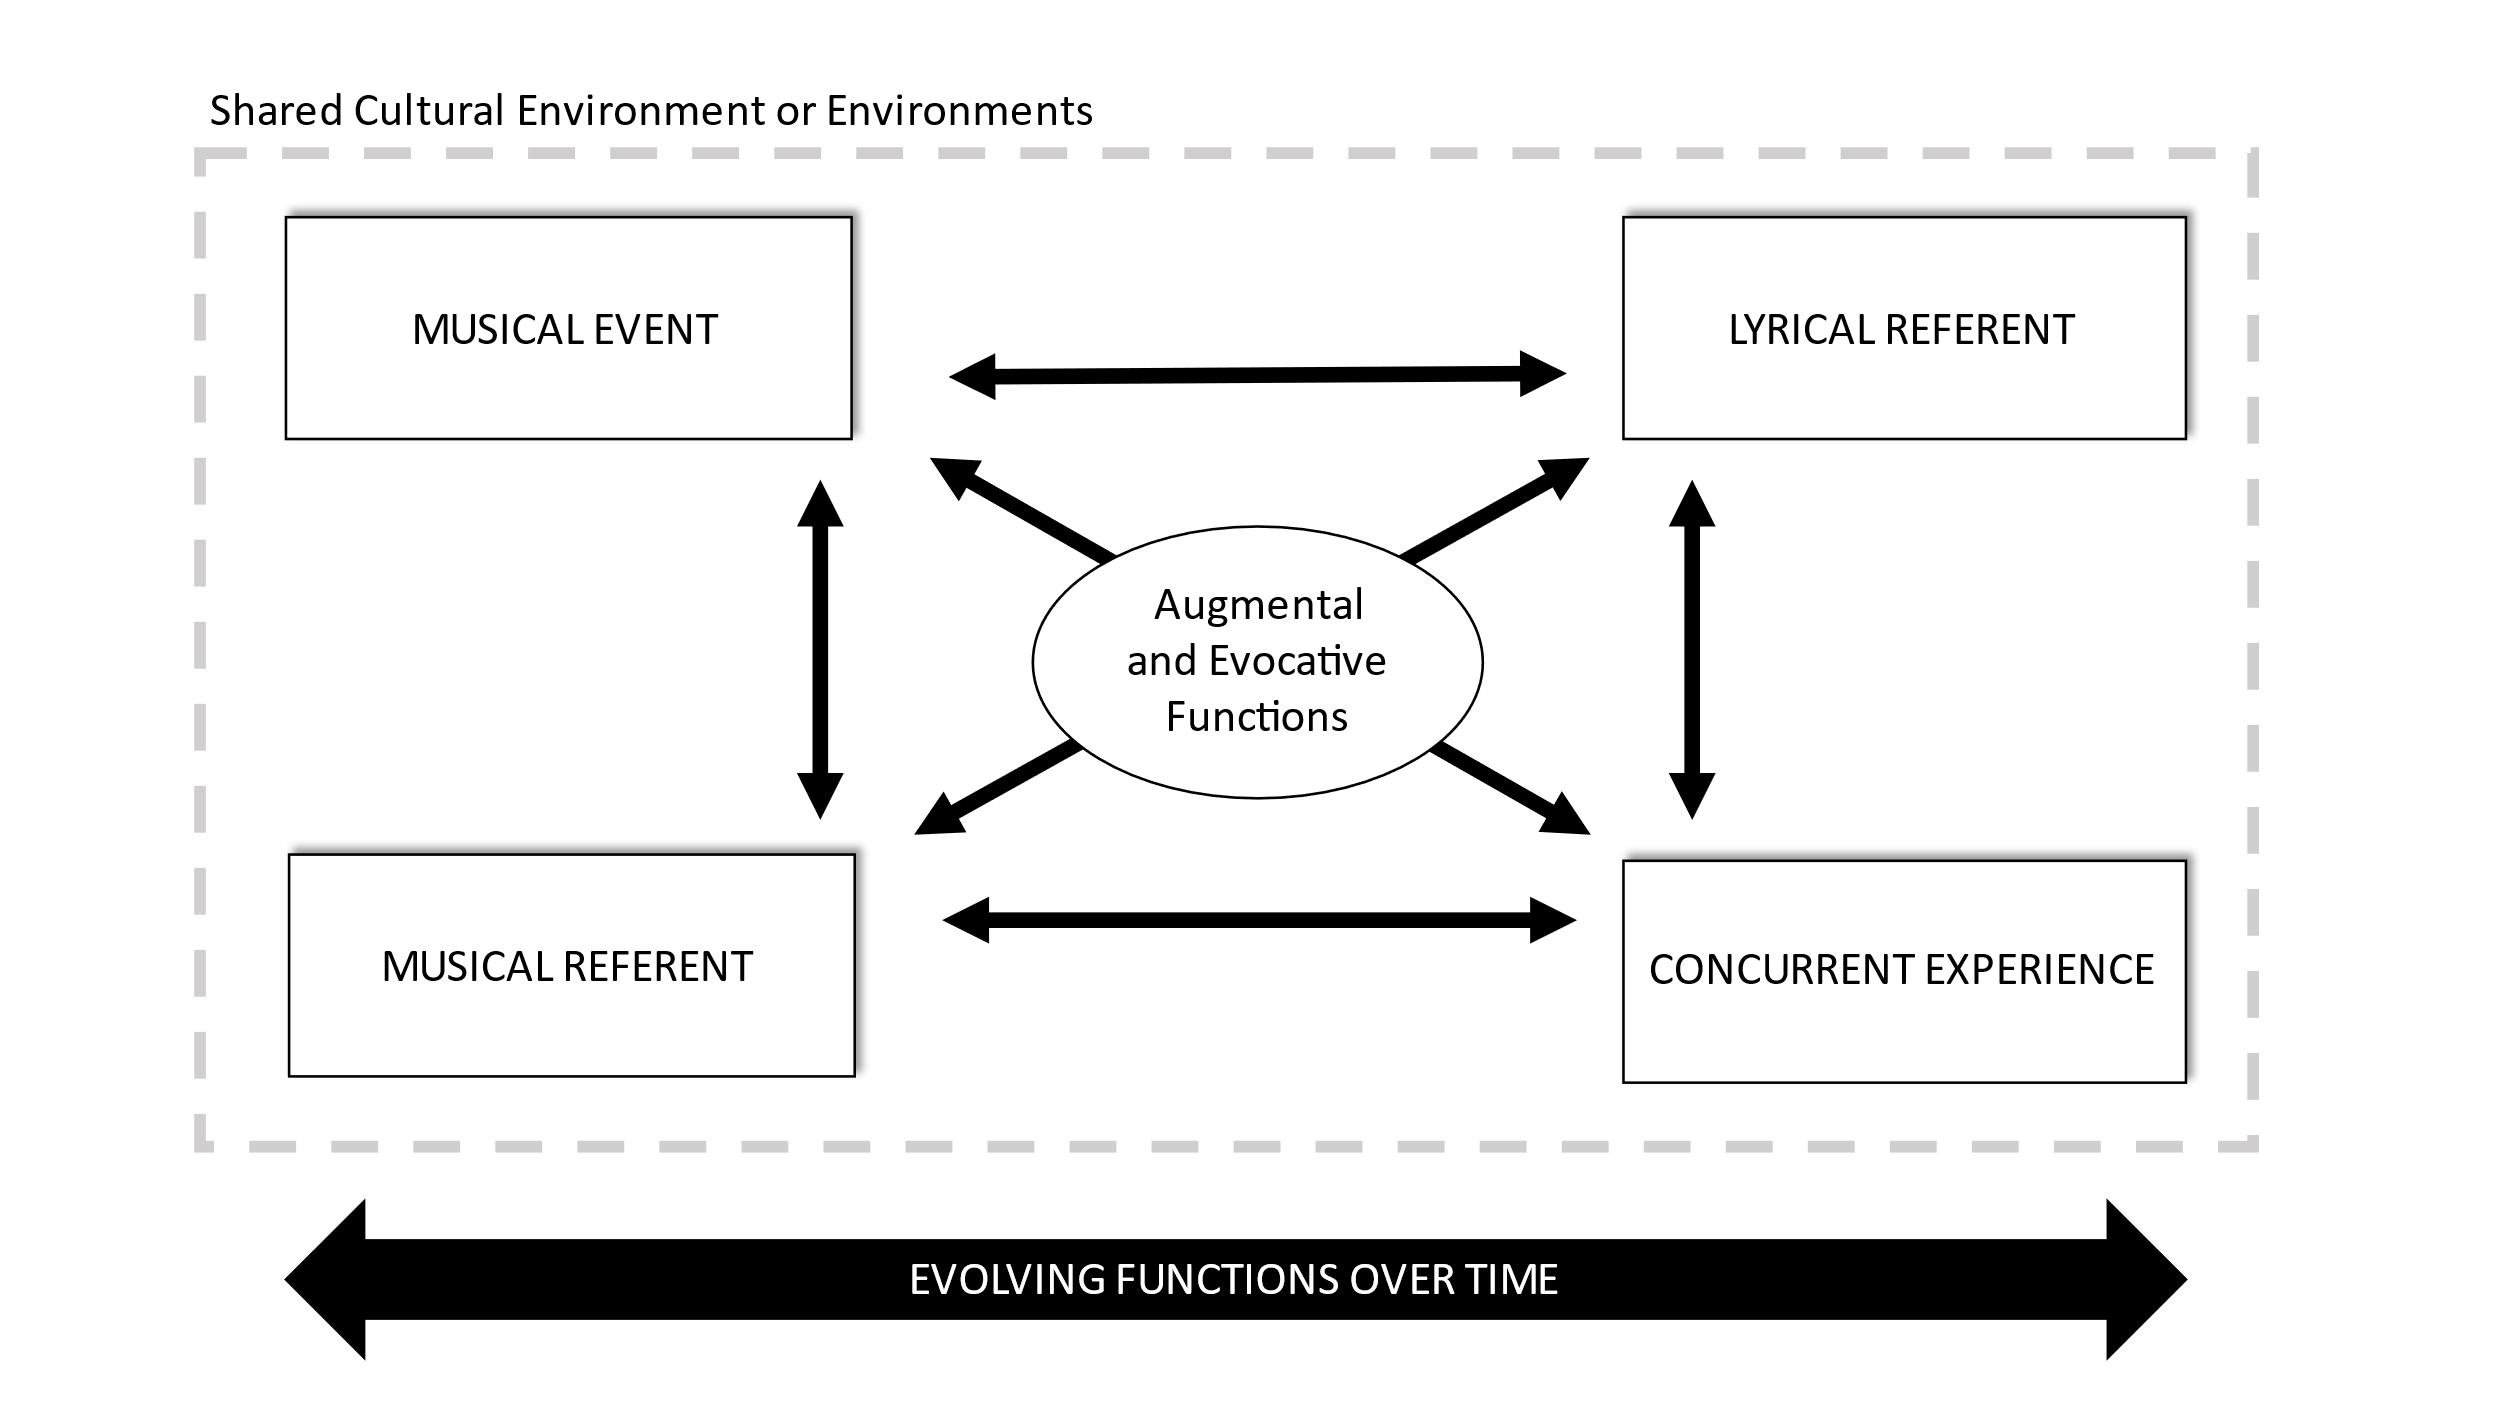 Shared Cultural Environment or Environments
MUSICAL EVENT
LYRICAL REFERENT
Augmental
and Evocative
Functions
MUSICAL REFERENT
CONCURRENT EXPERIENCE
EVOLVING FUNCTIONS OVER TIME